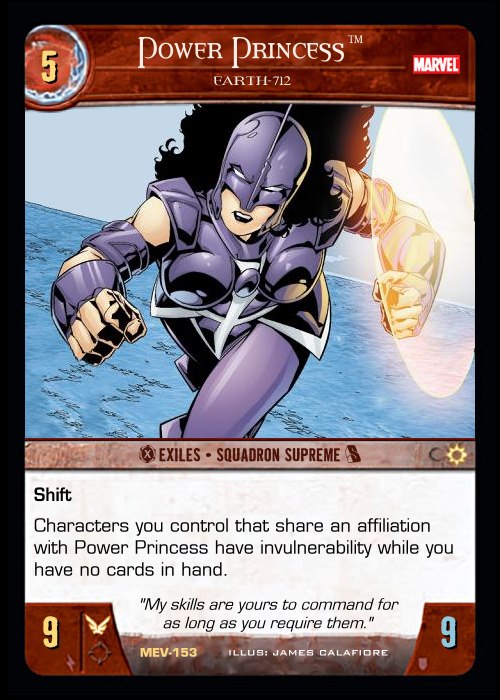 5
POWER PRINCESS™
EARTH-712
MARVEL
EXILES • SQUADRON SUPREME
C
Shift
Characters you control that share an affiliation
with Power Princess have invulnerability while you
have no cards in hand.
"My skills are yours to command for
as long as you require them."
9
MEV-153 ILLUS: JAMES CALAFIORE
9